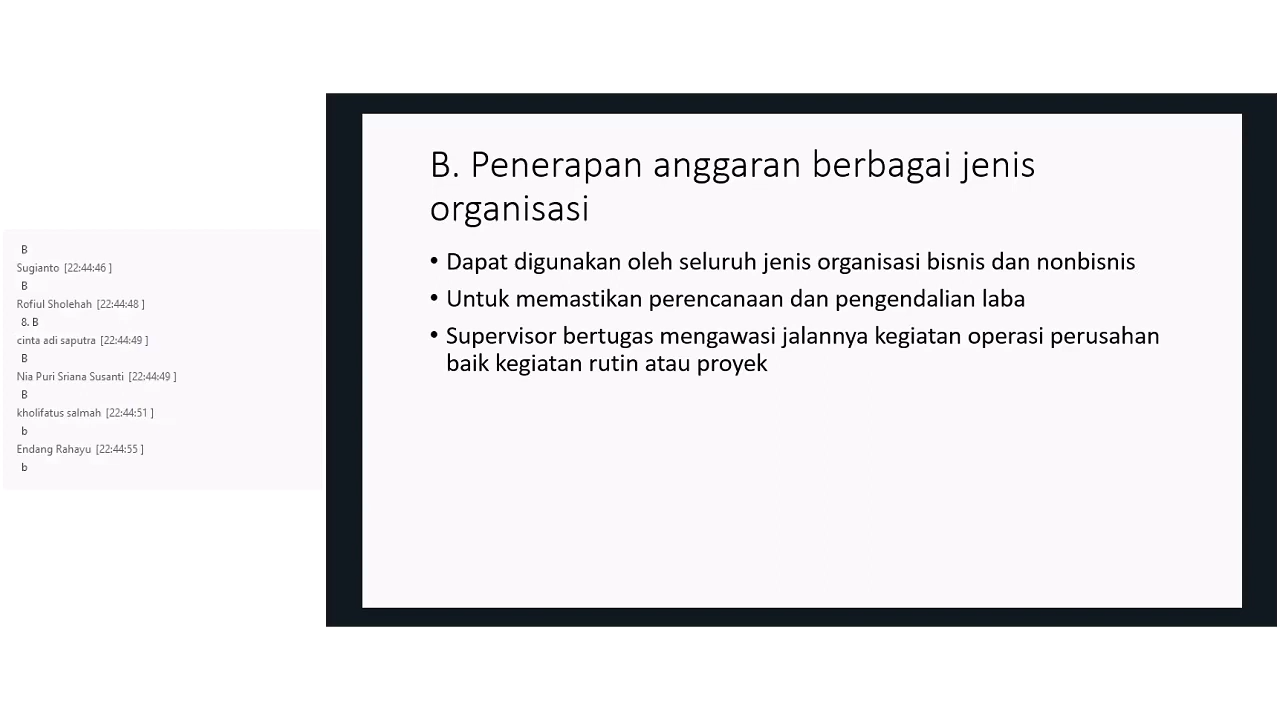 B
Sugianto [22:44:46 ]
B
Rofiul Sholehah [22:44:48 ]
8. B
cinta adi saputra [22:44:49 ]
B
Nia Puri Sriana Susanti [22:44:49 ]
B
kholifatus salmah [22:44:51 ]
b
Endang Rahayu [22:44:55 ]
b
B. Penerapan anggaran berbagai jenis
organisasi
• Dapat digunakan oleh seluruh jenis organisasi bisnis dan nonbisnis
• Untuk memastikan perencanaan dan pengendalian laba
• Supervisor bertugas mengawasi jalannya kegiatan operasi perusahan
baik kegiatan rutin atau proyek